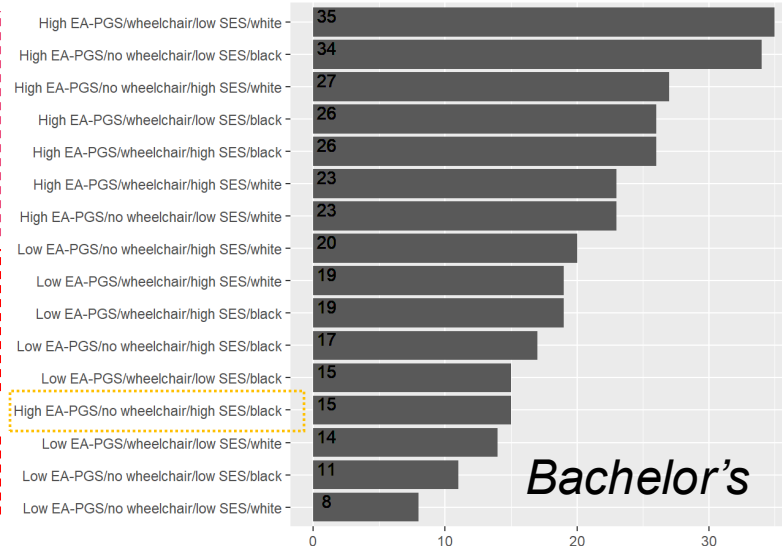 High EA-PGS/wheelchair/low SES/white 35
High EA-PGS/no wheelchair/low SES/black 34
High EA-PGS/no wheelchair/high SES/white 27
High EA-PGS/wheelchair/low SES/black 26
High EA-PGS/wheelchair/high SES/black 26
High EA-PGS/wheelchair/high SES/white 23
High EA-PGS/no wheelchair/low SES/white 23
Low EA-PGS/no wheelchair/high SES/white 20
Low EA-PGS/wheelchair/high SES/white 19
Low EA-PGS/wheelchair/high SES/black 19
Low EA-PGS/no wheelchair/high SES/black 17
Low EA-PGS/wheelchair/low SES/black 15
High EA-PGS/no wheelchair/high SES/black 15
Low EA-PGS/wheelchair/low SES/white 14
Low EA-PGS/no wheelchair/low SES/black 11
Low EA-PGS/no wheelchair/low SES/white 8
Bachelor’s
0 10 20 30